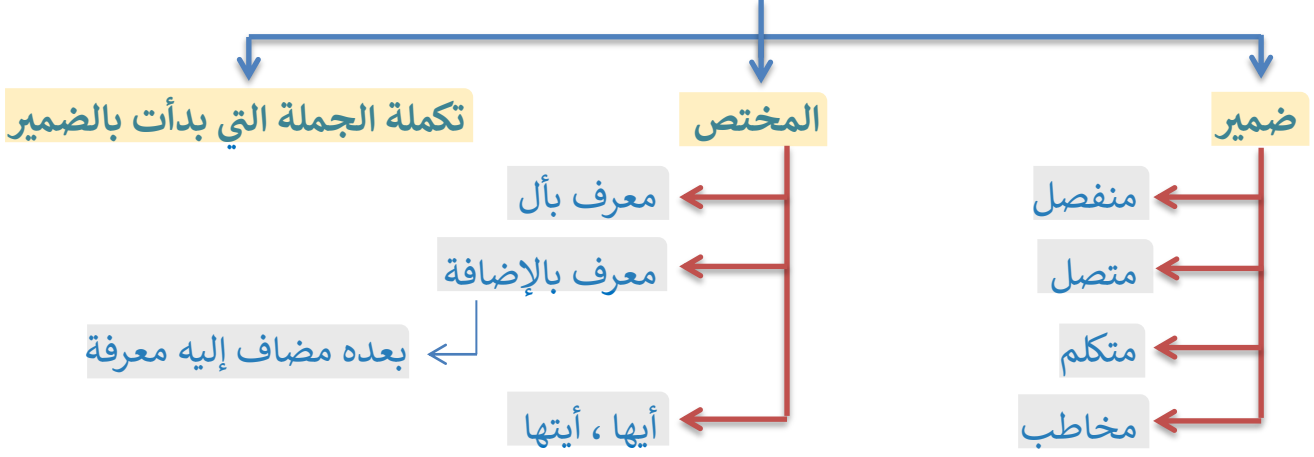 ضمير
المختص
تكملة الجملة التي بدأت بالضمير
منفصل
متصل
متكلم
مخاطب
معرف بأل
معرف بالإضافة
بعده مضاف إليه معرفة
أيها ، أيتها